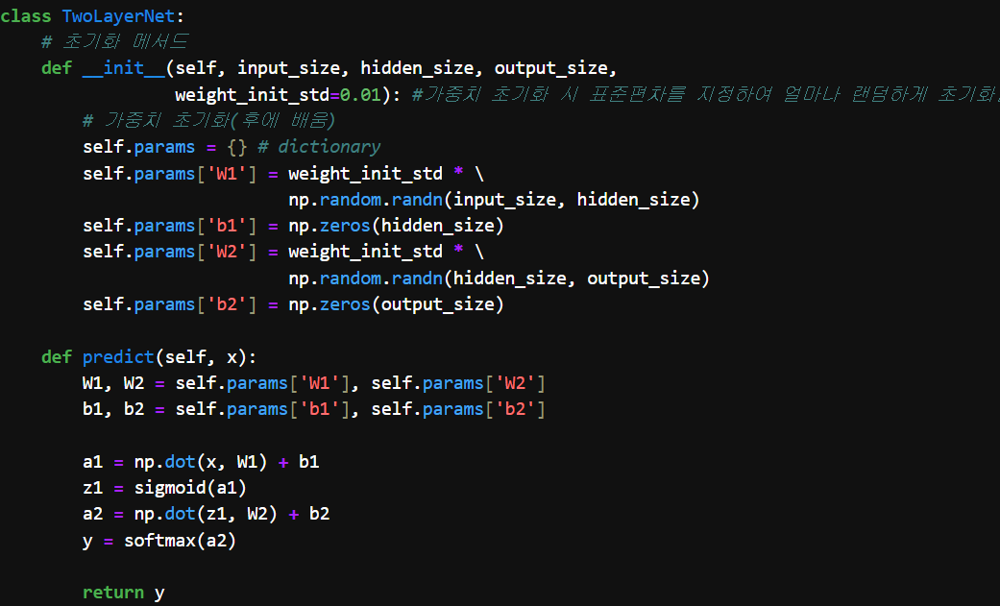 class TwoLayerNet:
    # 초기화 메서드
    def __init__(self, input_size, hidden_size, output_size,
                 weight_init_std=0.01): #가중치 초기화 시 표준편차를 지정하여 얼마나 랜덤하게 초기화
        # 가중치 초기화(후에 배움)
        self.params = {} # dictionary
        self.params['W1'] = weight_init_std * \
                            np.random.randn(input_size, hidden_size)
        self.params['b1'] = np.zeros(hidden_size)
        self.params['W2'] = weight_init_std * \
                            np.random.randn(hidden_size, output_size)
        self.params['b2'] = np.zeros(output_size)

    def predict(self, x):
        W1, W2 = self.params['W1'], self.params['W2']
        b1, b2 = self.params['b1'], self.params['b2']

        a1 = np.dot(x, W1) + b1
        z1 = sigmoid(a1)
        a2 = np.dot(z1, W2) + b2
        y = softmax(a2)

        return y